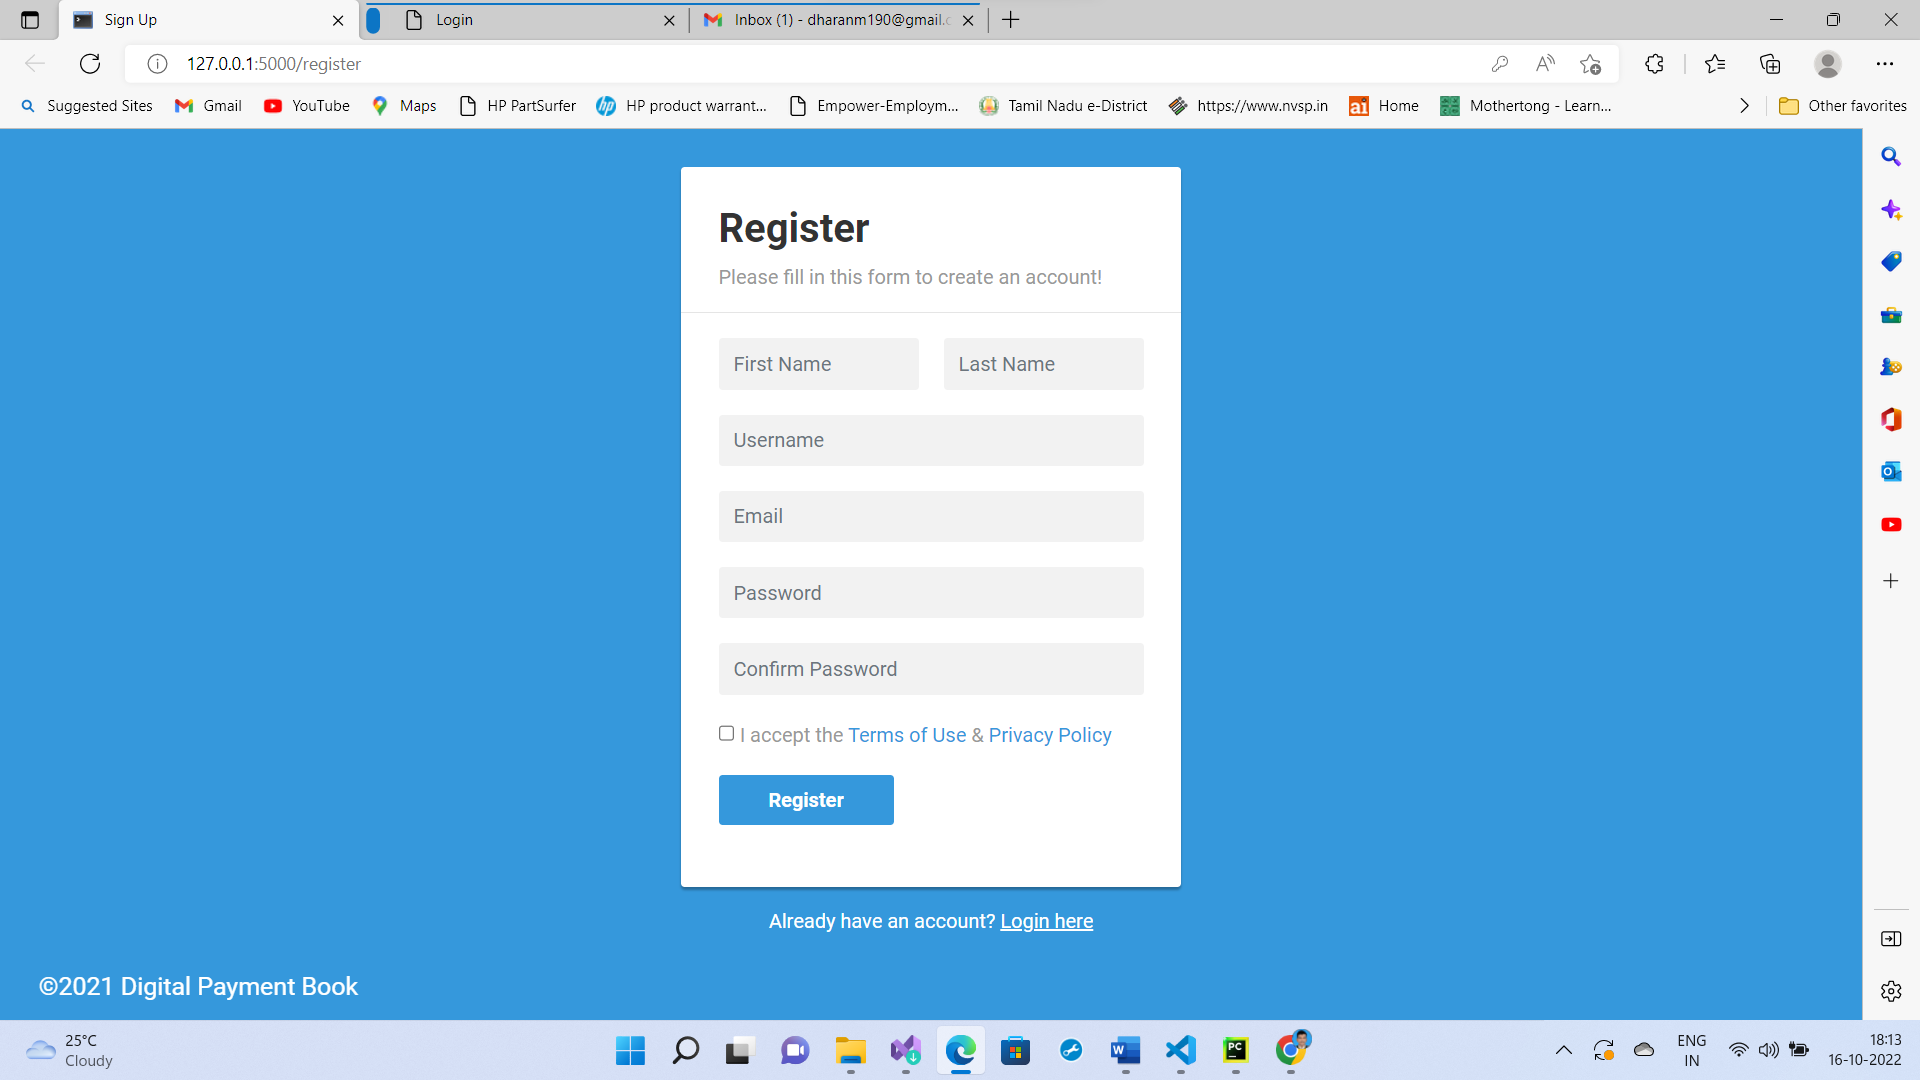 Sign Up
Login
Inbox (1) - dharanm190@gmail.c
127.0.0.1:5000/register
Suggested Sites
Gmail
YouTube
Maps
HP PartSurfer
HP product warrant...
Empower-Employm...
Tamil Nadu e-District
https://www.nvsp.in
Home
Mothertong - Learn...
Other favorites
Register
Please fill in this form to create an account!
First Name
Last Name
Username
Email
Password
Confirm Password
I accept the Terms of Use & Privacy Policy
Register
Already have an account? Login here
©2021 Digital Payment Book
25°C
Cloudy
ENG
IN
18:13
16-10-2022